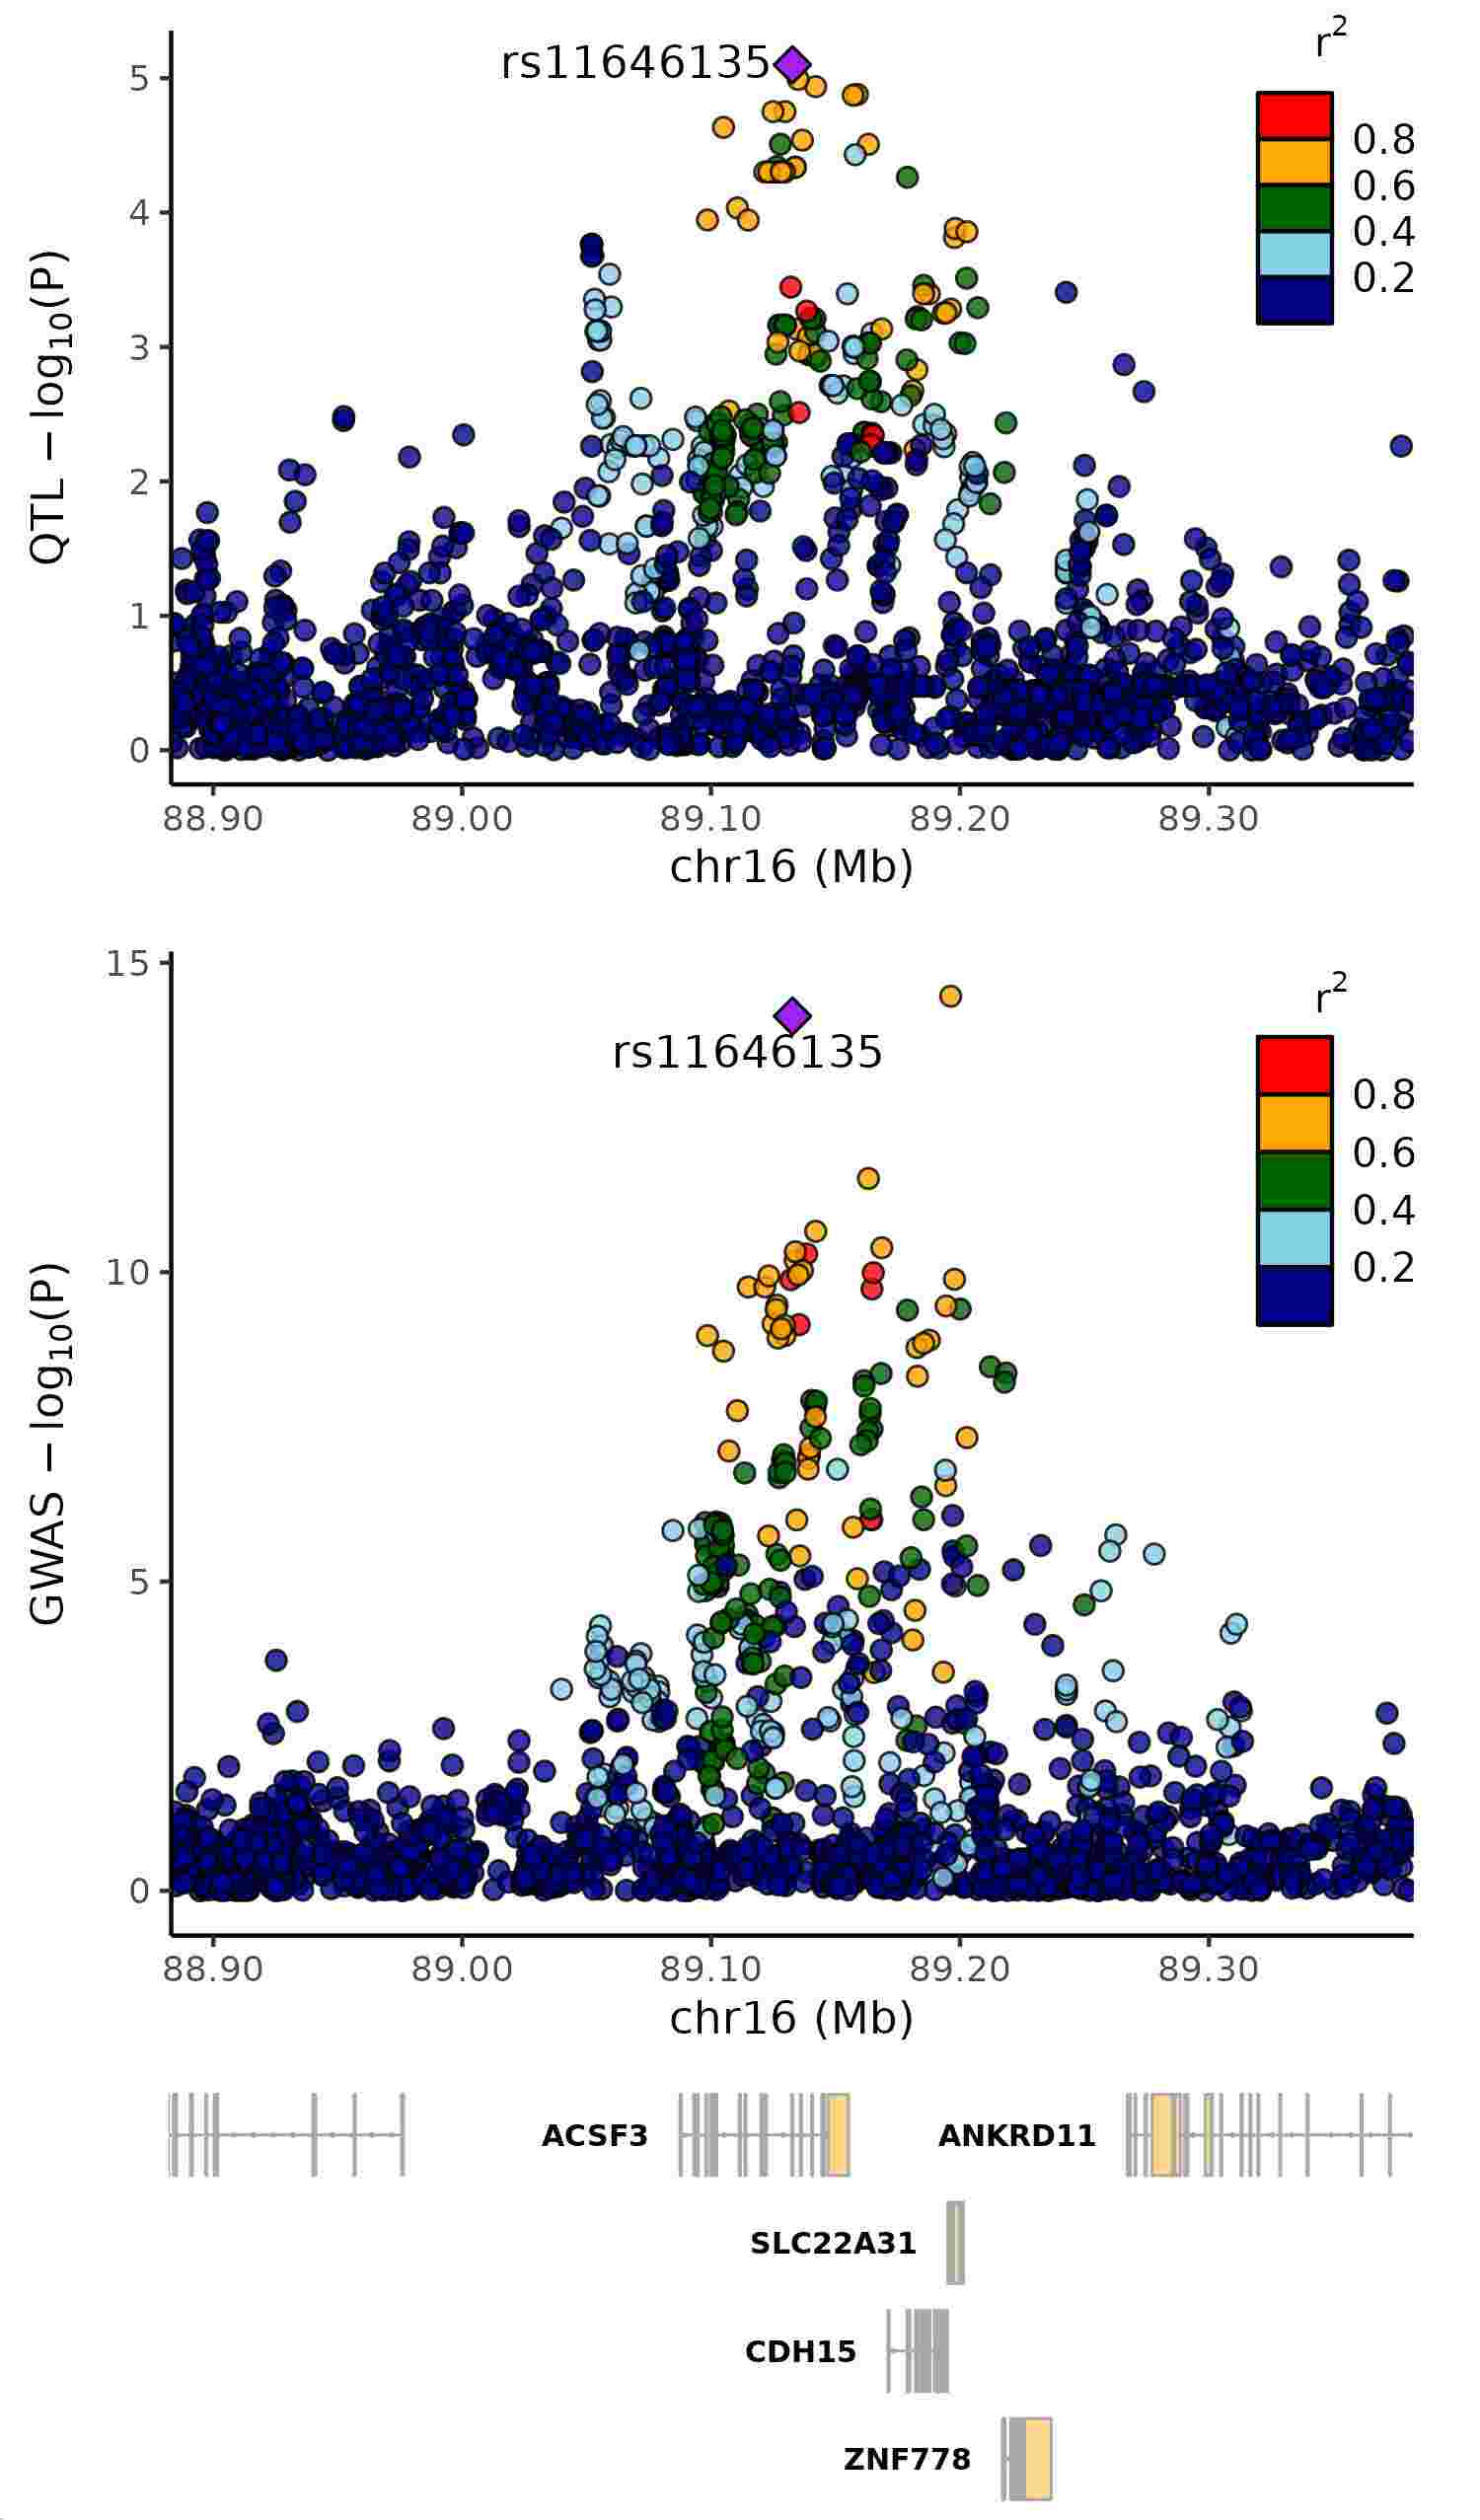 r²
rs11646135
5
4
3
2
1
0
0.8
0.6
0.4
0.2
QTL −log₁₀(P)
88.90 89.00 89.10 89.20 89.30
chr16 (Mb)
15
10
5
0
r²
rs11646135
0.8
0.6
0.4
0.2
GWAS −log₁₀(P)
88.90 89.00 89.10 89.20 89.30
chr16 (Mb)
ACSF3 ANKRD11
SLC22A31
CDH15
ZNF778